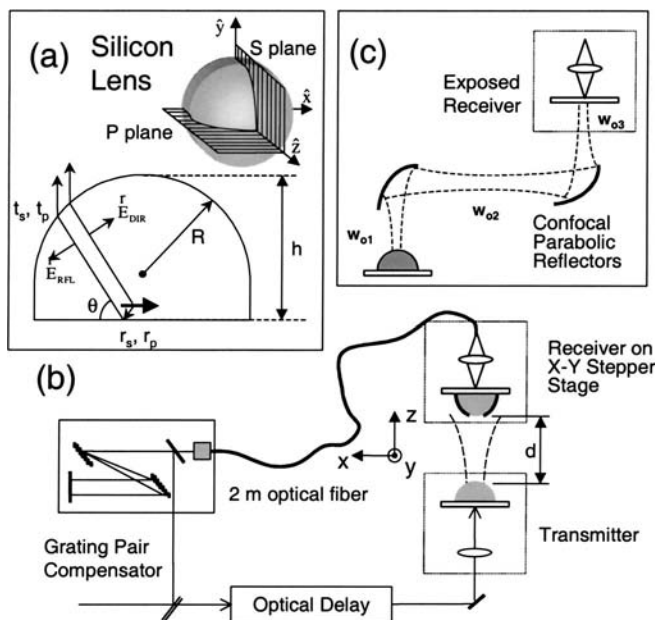 (a)
Silicon
Lens
ŷ
S plane
x̂
P plane
ẑ
t_s, t_p
r
E_DIR
r
E_RFL
R
h
θ
r_s, r_p
(c)
Exposed
Receiver
w_o3
w_o2
w_o1
Confocal
Parabolic
Reflectors
(b)
Receiver on
X-Y Stepper
Stage
z
x
y
d
2 m optical fiber
Transmitter
Grating Pair
Compensator
Optical Delay